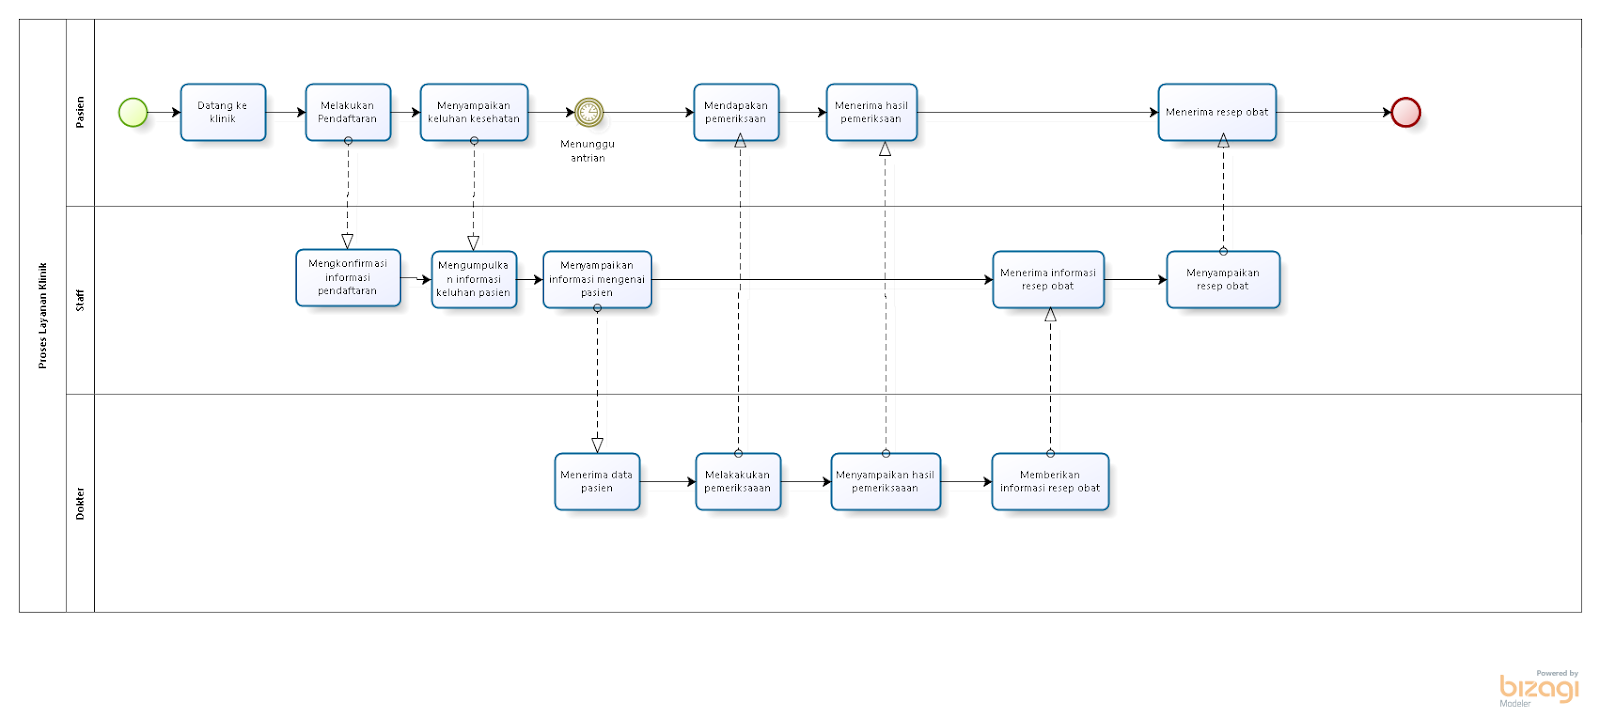 Proses Layanan Klinik
Pasien
Datang ke
klinik
Melakukan
Pendaftaran
Menyampaikan
keluhan kesehatan
Menunggu
antrian
Mendapakan
pemeriksaan
Menerima hasil
pemeriksaan
Menerima resep obat
Staff
Mengkonfirmasi
informasi
pendaftaran
Mengumpulka
n informasi
keluhan pasien
Menyampaikan
informasi mengenai
pasien
Menerima informasi
resep obat
Menyampaikan
resep obat
Dokter
Menerima data
pasien
Melakakukan
pemeriksaaan
Menyampaikan hasil
pemeriksaaan
Memberikan
informasi resep obat
Powered by
bizagi
Modeler